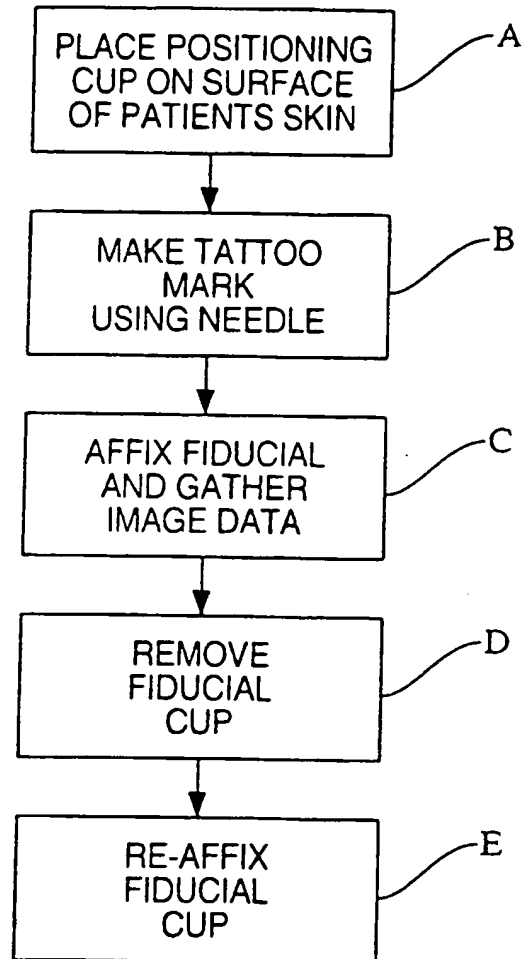 PLACE POSITIONING
CUP ON SURFACE
OF PATIENTS SKIN
A
MAKE TATTOO
MARK
USING NEEDLE
B
AFFIX FIDUCIAL
AND GATHER
IMAGE DATA
C
REMOVE
FIDUCIAL
CUP
D
RE-AFFIX
FIDUCIAL
CUP
E